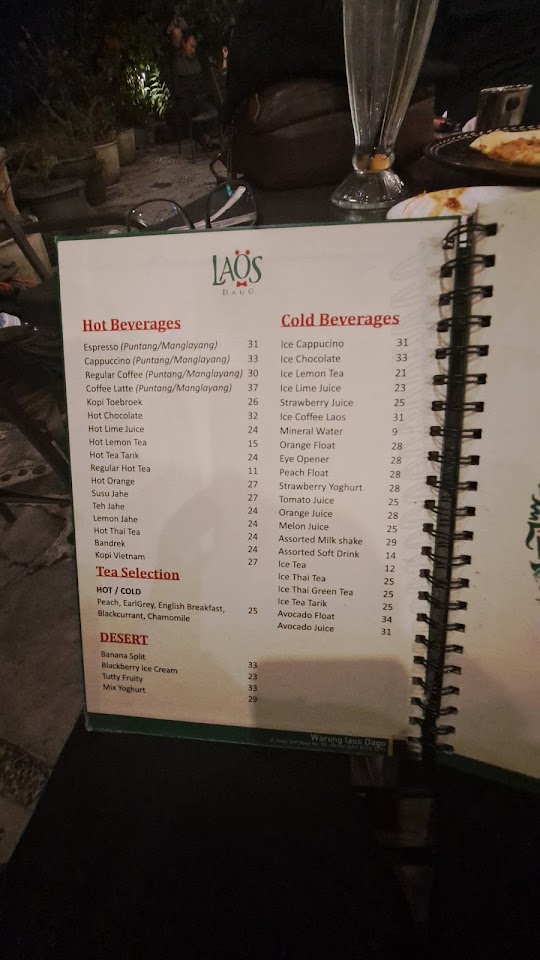 LAOS
DAGO
Hot Beverages
Espresso (Puntang/Manglayang) 31
Cappuccino (Puntang/Manglayang) 33
Regular Coffee (Puntang/Manglayang) 30
Coffee Latte (Puntang/Manglayang) 37
Kopi Toebroek 26
Hot Chocolate 32
Hot Lime Juice 24
Hot Lemon Tea 15
Hot Tea Tarik 24
Regular Hot Tea 11
Hot Orange 27
Susu Jahe 27
Teh Jahe 24
Lemon Jahe 24
Hot Thai Tea 24
Bandrek 24
Kopi Vietnam 27
Tea Selection
HOT / COLD
Peach, EarlGrey, English Breakfast, 25
Blackcurrant, Chamomile
DESERT
Banana Split 33
Blackberry Ice Cream 23
Tutty Fruity 33
Mix Yoghurt 29
Cold Beverages
Ice Cappucino 31
Ice Chocolate 33
Ice Lemon Tea 21
Ice Lime Juice 23
Strawberry Juice 25
Ice Coffee Laos 31
Mineral Water 9
Orange Float 28
Eye Opener 28
Peach Float 28
Strawberry Yoghurt 28
Tomato Juice 25
Orange Juice 28
Melon Juice 25
Assorted Milk shake 29
Assorted Soft Drink 14
Ice Tea 12
Ice Thai Tea 25
Ice Thai Green Tea 25
Ice Tea Tarik 25
Avocado Float 34
Avocado Juice 31
Warung laos Dago